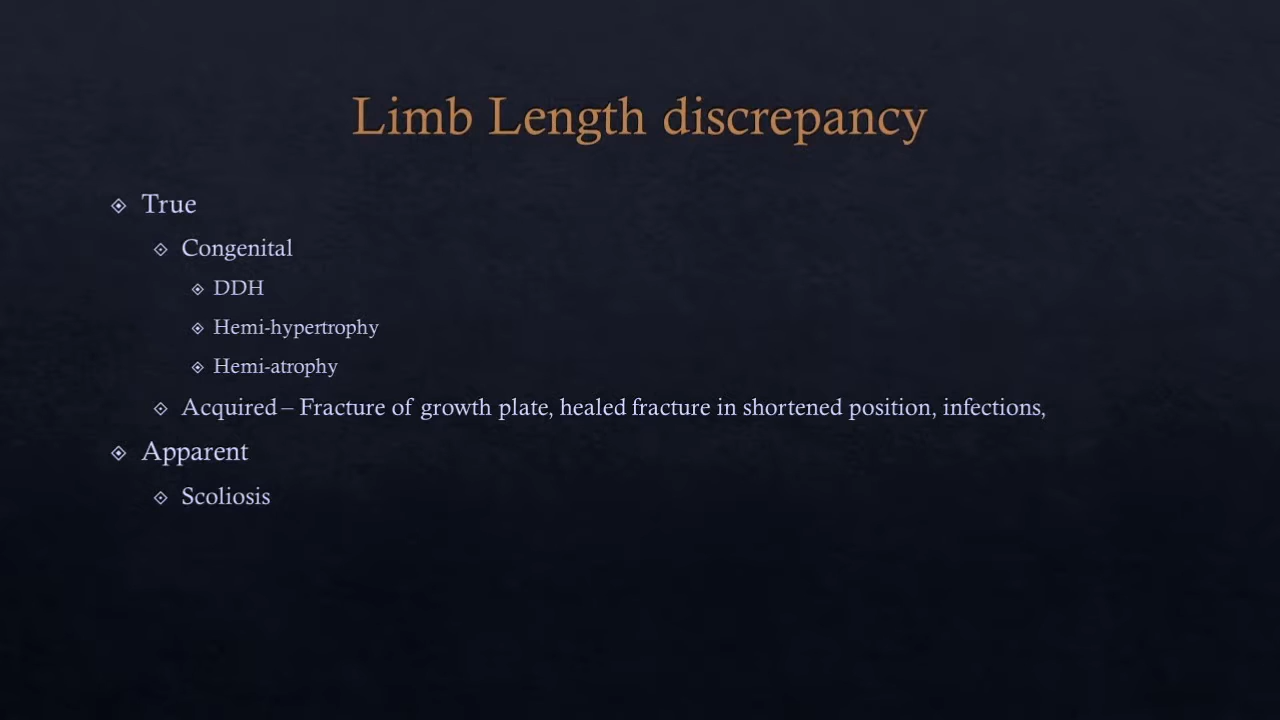 Limb Length discrepancy
True
Congenital
DDH
Hemi-hypertrophy
Hemi-atrophy
Acquired – Fracture of growth plate, healed fracture in shortened position, infections,
Apparent
Scoliosis